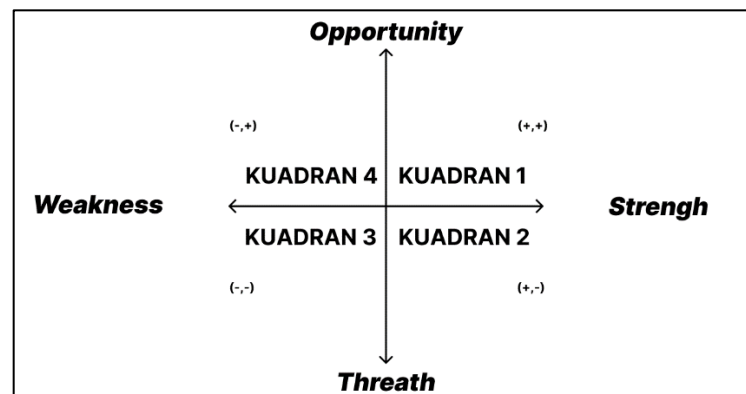 Opportunity
(-,+) (+,+)
KUADRAN 4 KUADRAN 1
Weakness Strengh
KUADRAN 3 KUADRAN 2
(-,-) (+,-)
Threath